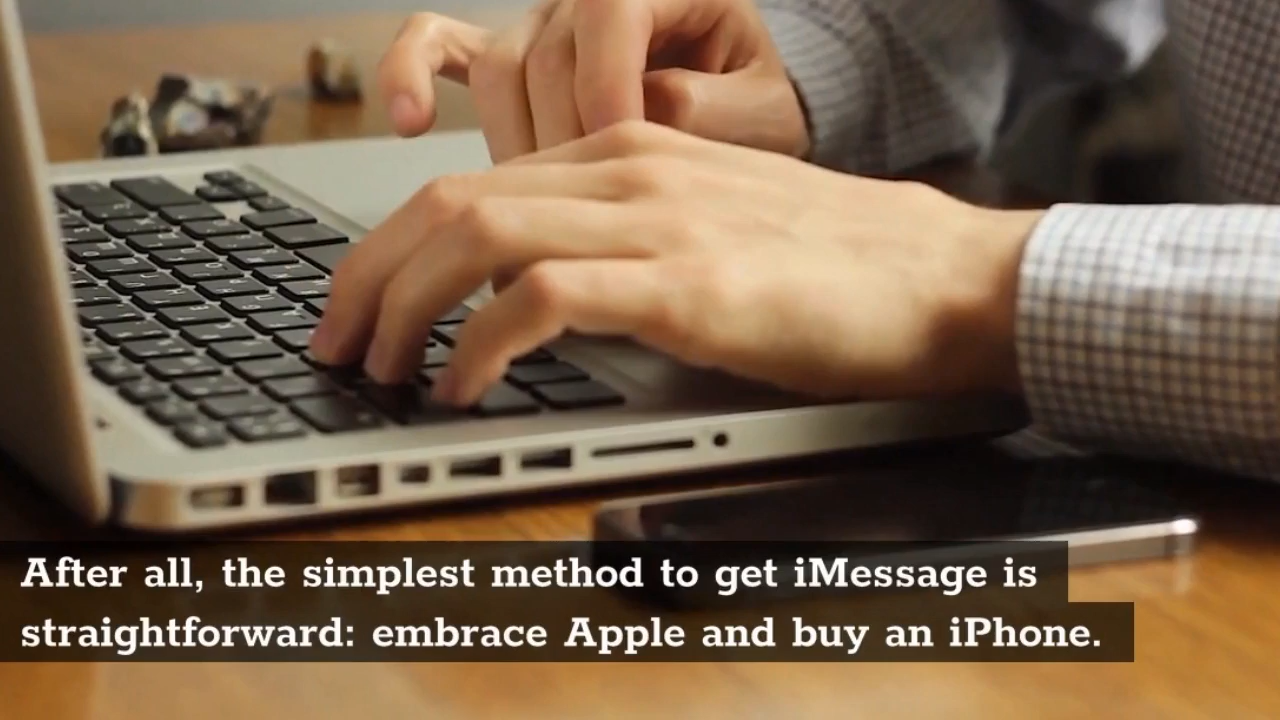 After all, the simplest method to get iMessage is
straightforward: embrace Apple and buy an iPhone.